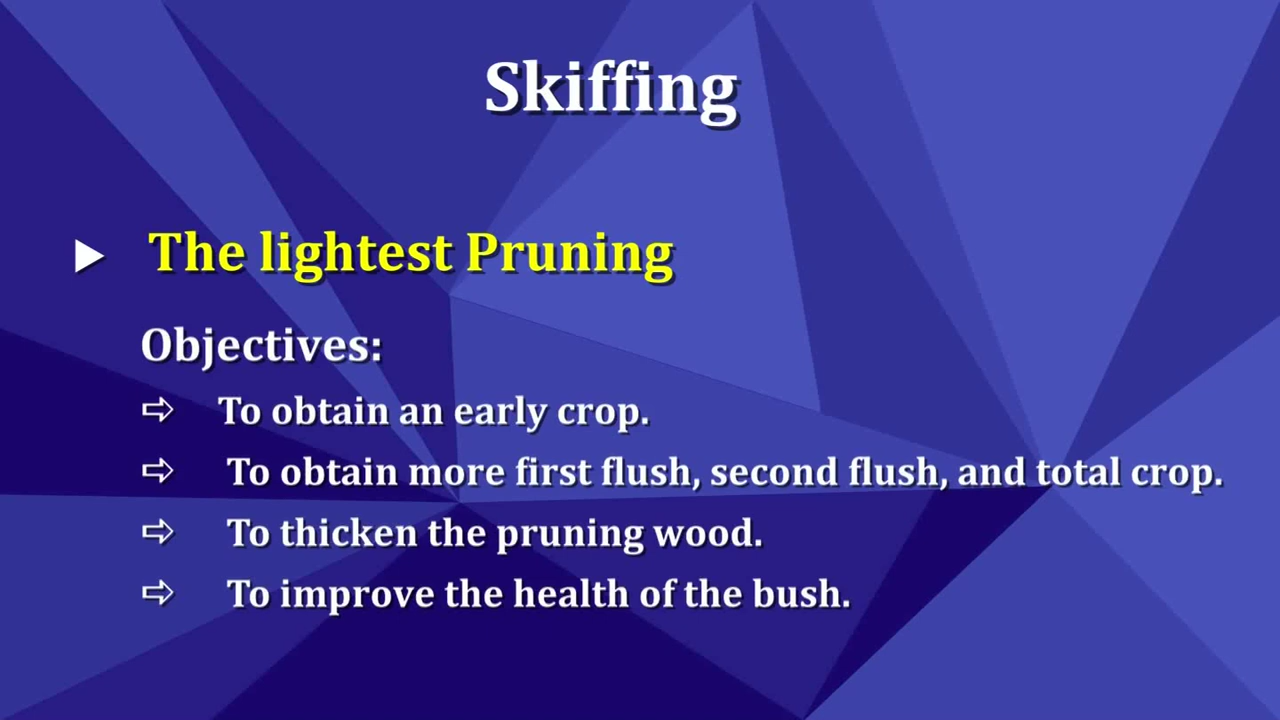 Skiffing
The lightest Pruning
Objectives:
⇨ To obtain an early crop.
⇨ To obtain more first flush, second flush, and total crop.
⇨ To thicken the pruning wood.
⇨ To improve the health of the bush.